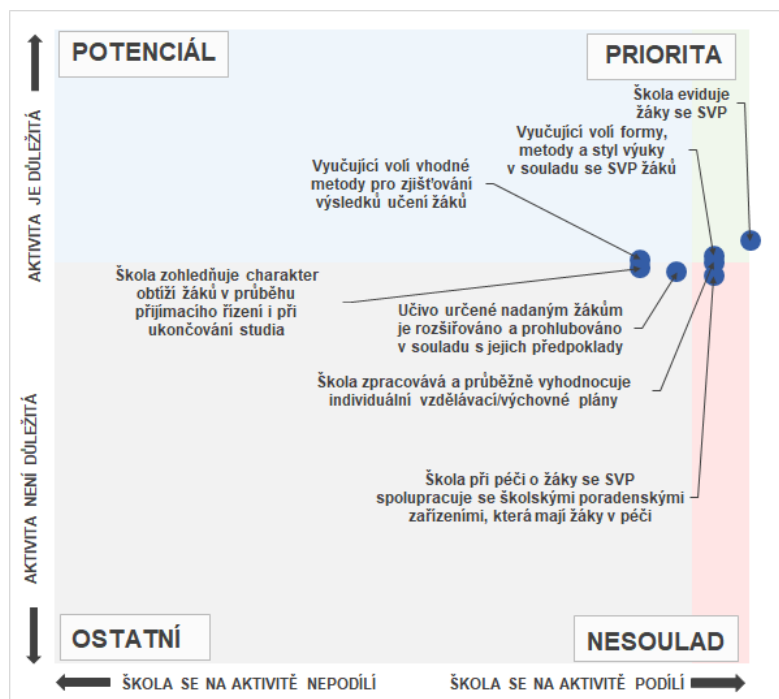 POTENCIÁL
PRIORITA
Škola eviduje
žáky se SVP
Vyučující volí formy,
metody a styl výuky
v souladu se SVP žáků
Vyučující volí vhodné
metody pro zjišťování
výsledků učení žáků
Škola zohledňuje charakter
obtíží žáků v průběhu
přijímacího řízení i při
ukončování studia
Učivo určené nadaným žákům
je rozšiřováno a prohlubováno
v souladu s jejich předpoklady
Škola zpracovává a průběžně vyhodnocuje
individuální vzdělávací/výchovné plány
Škola při péči o žáky se SVP
spolupracuje se školskými poradenskými
zařízeními, která mají žáky v péči
OSTATNÍ
NESOULAD
AKTIVITA JE DŮLEŽITÁ
AKTIVITA NENÍ DŮLEŽITÁ
ŠKOLA SE NA AKTIVITĚ NEPODÍLÍ
ŠKOLA SE NA AKTIVITĚ PODÍLÍ